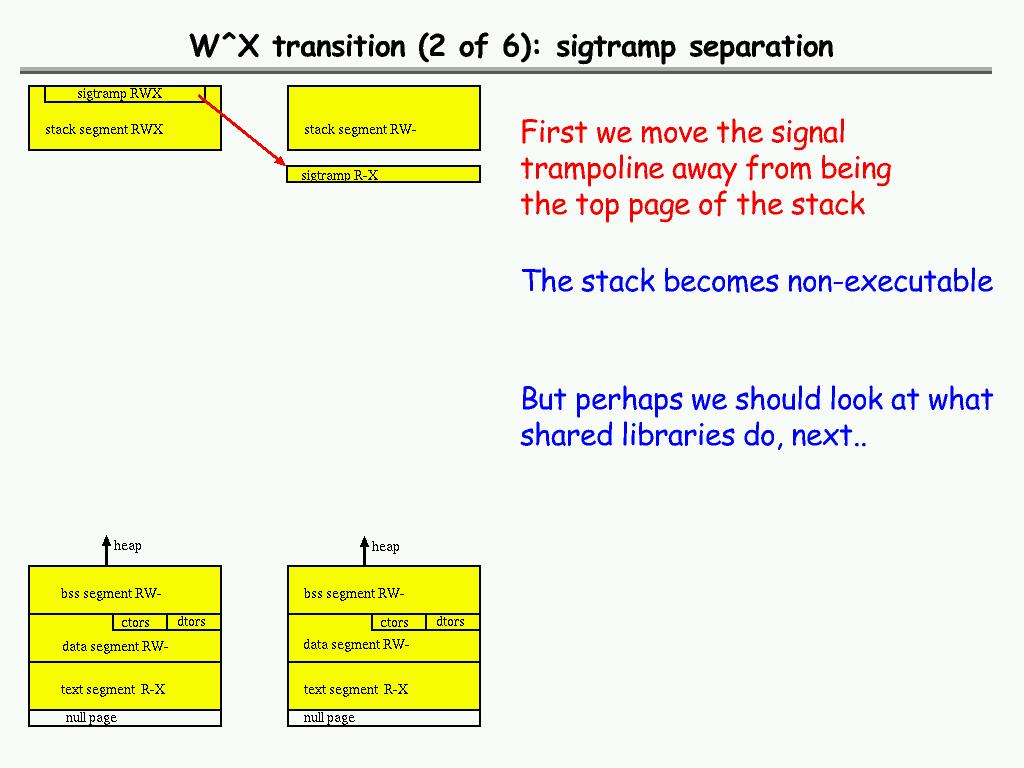 W^X transition (2 of 6): sigtramp separation
sigtramp RWX
stack segment RWX
stack segment RW-
sigtramp R-X
First we move the signal
trampoline away from being
the top page of the stack
The stack becomes non-executable
But perhaps we should look at what
shared libraries do, next..
heap
bss segment RW-
ctors
dtors
data segment RW-
text segment R-X
null page
heap
bss segment RW-
ctors
dtors
data segment RW-
text segment R-X
null page